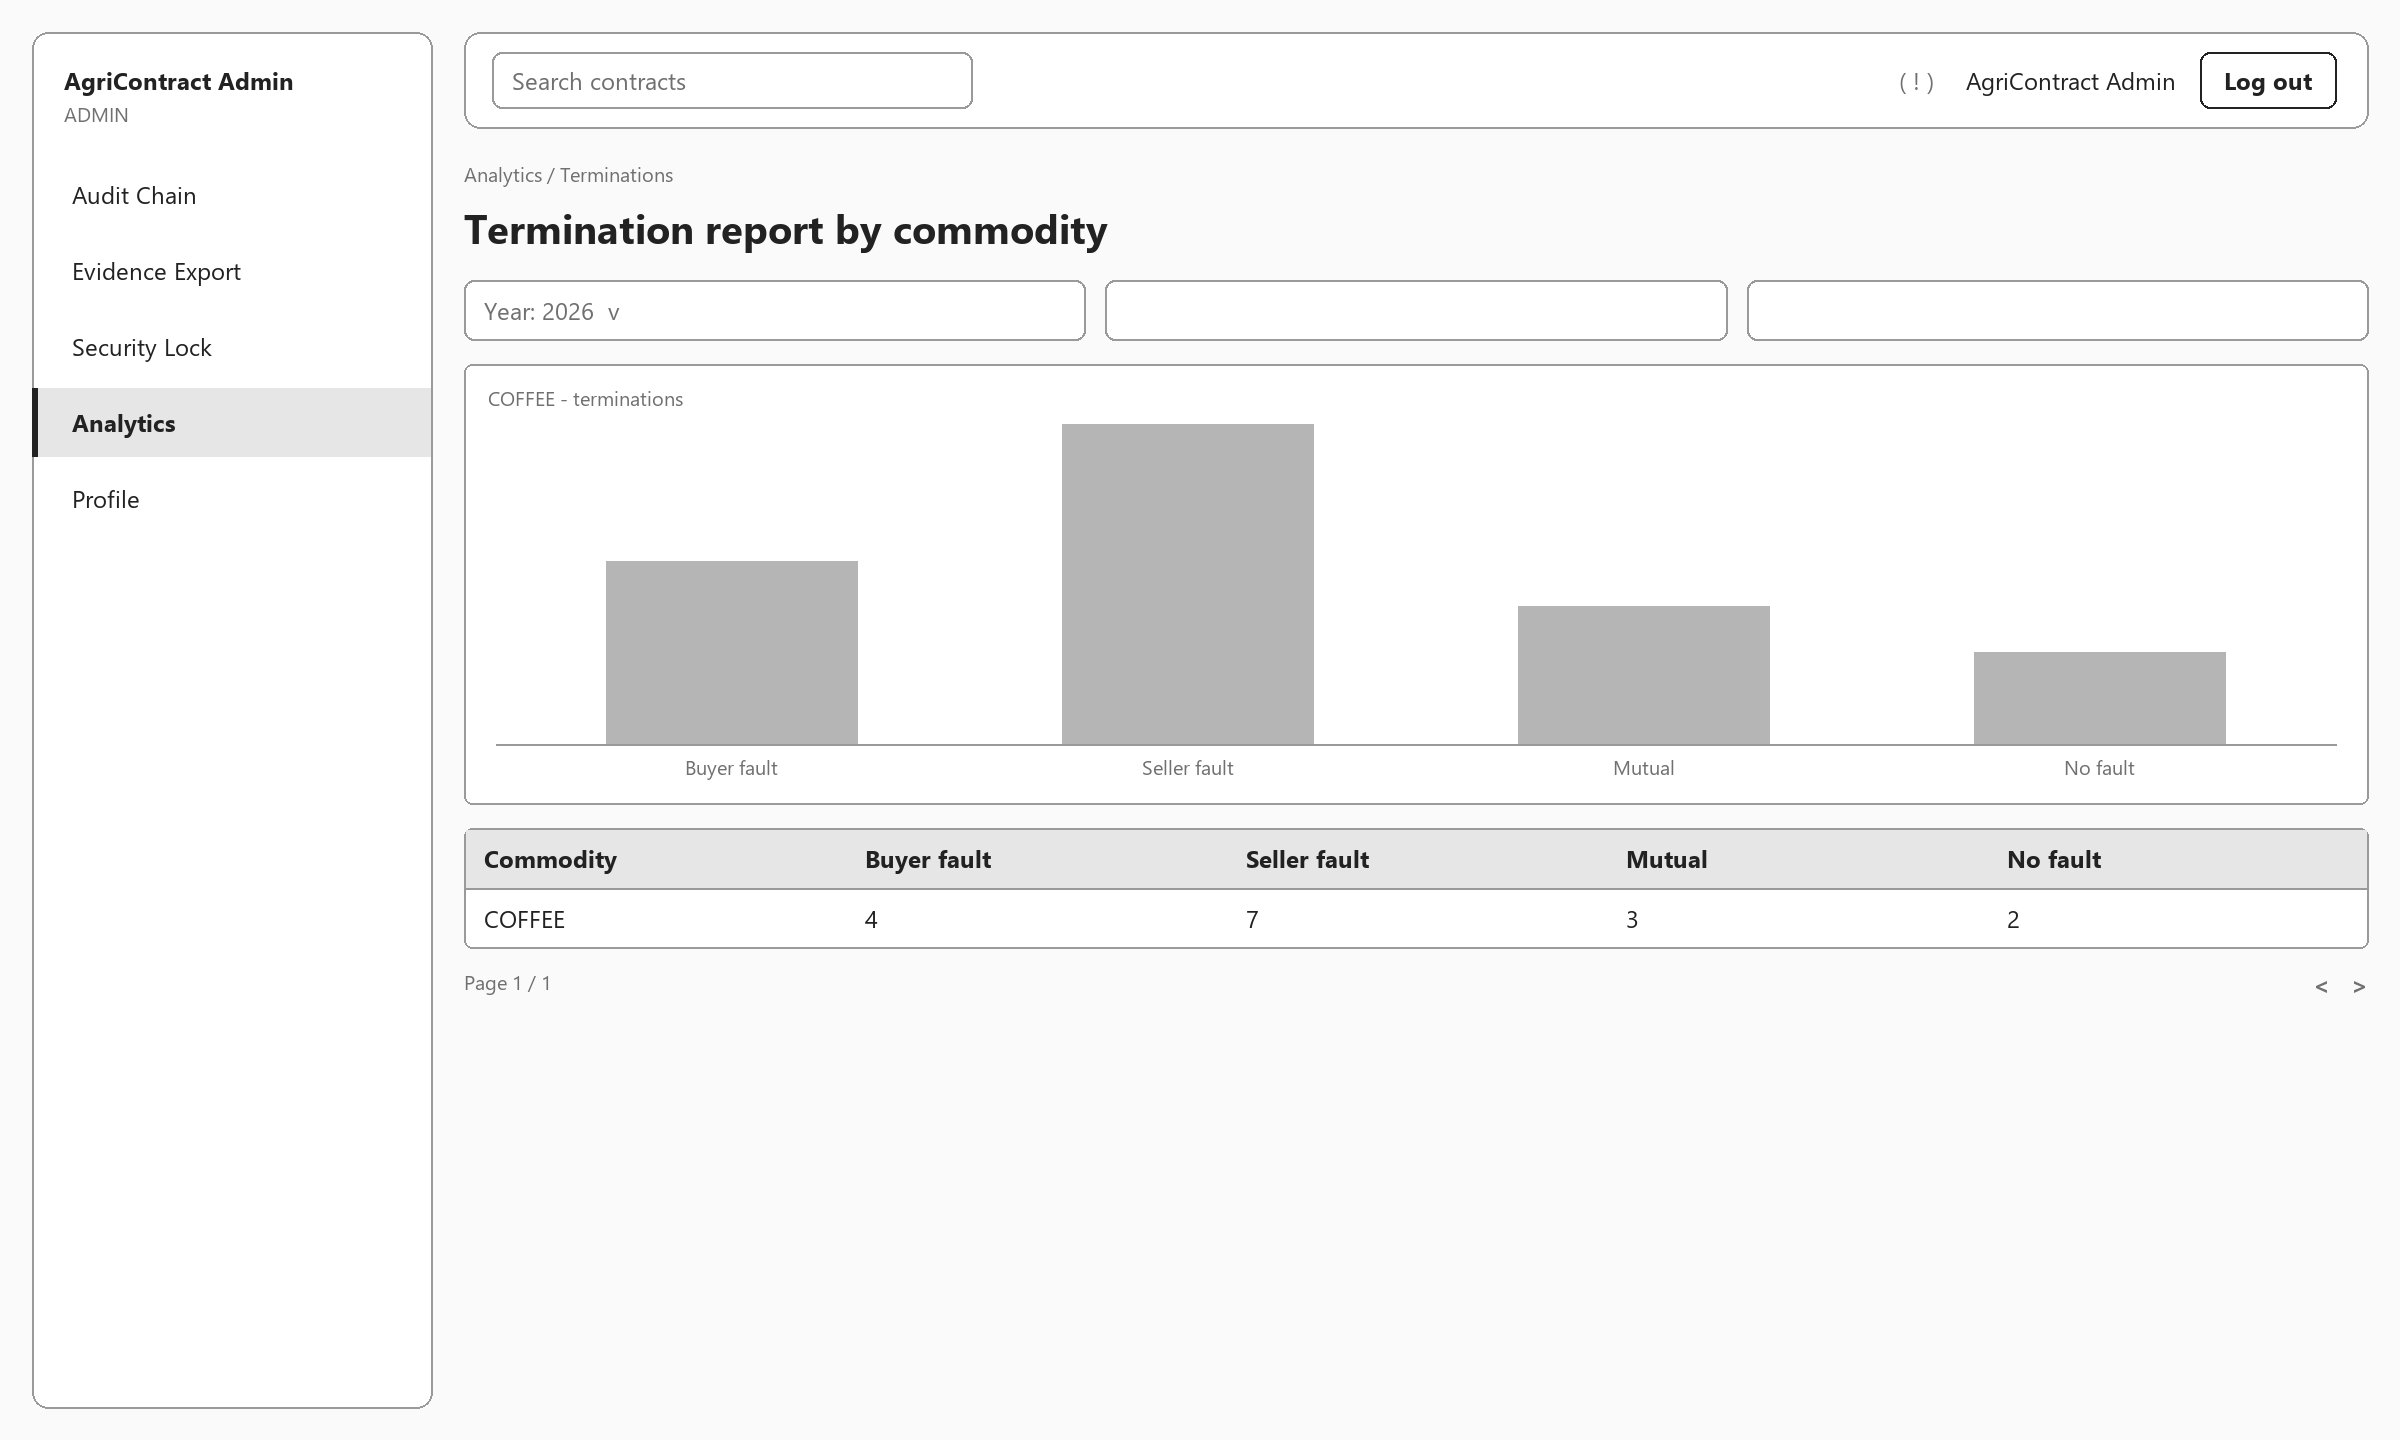 AgriContract Admin
ADMIN
Audit Chain
Evidence Export
Security Lock
Analytics
Profile
Search contracts
( ! ) AgriContract Admin Log out
Analytics / Terminations
Termination report by commodity
Year: 2026 v
COFFEE - terminations
Buyer fault Seller fault Mutual No fault
Commodity Buyer fault Seller fault Mutual No fault
COFFEE 4 7 3 2
Page 1 / 1 < >